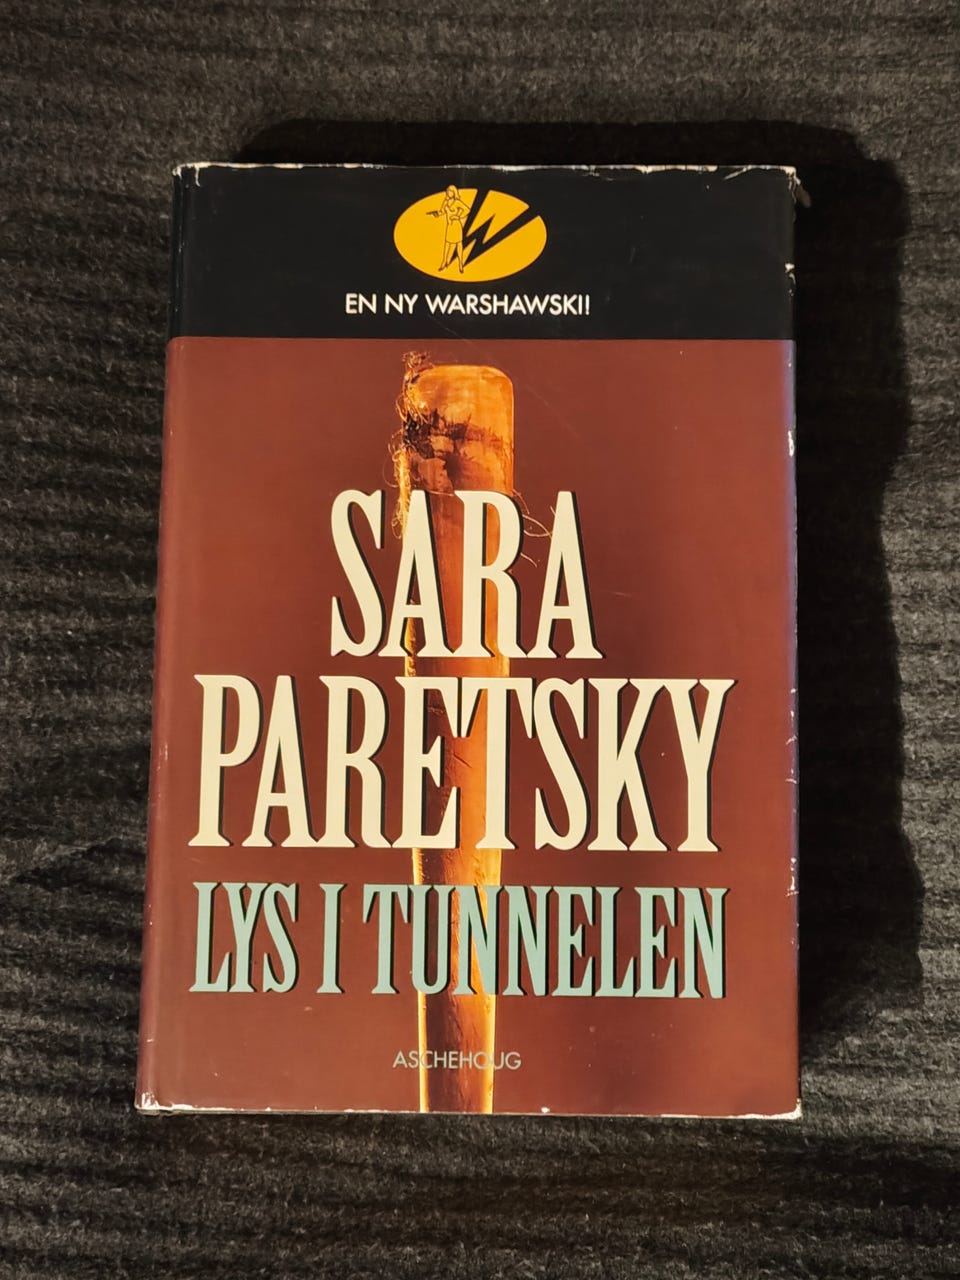 W
EN NY WARSHAWSKI!
SARA
PARETSKY
LYS I TUNNELEN
ASCHEHOUG